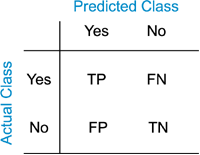 Predicted Class
Yes No
Actual Class
Yes TP FN
No FP TN